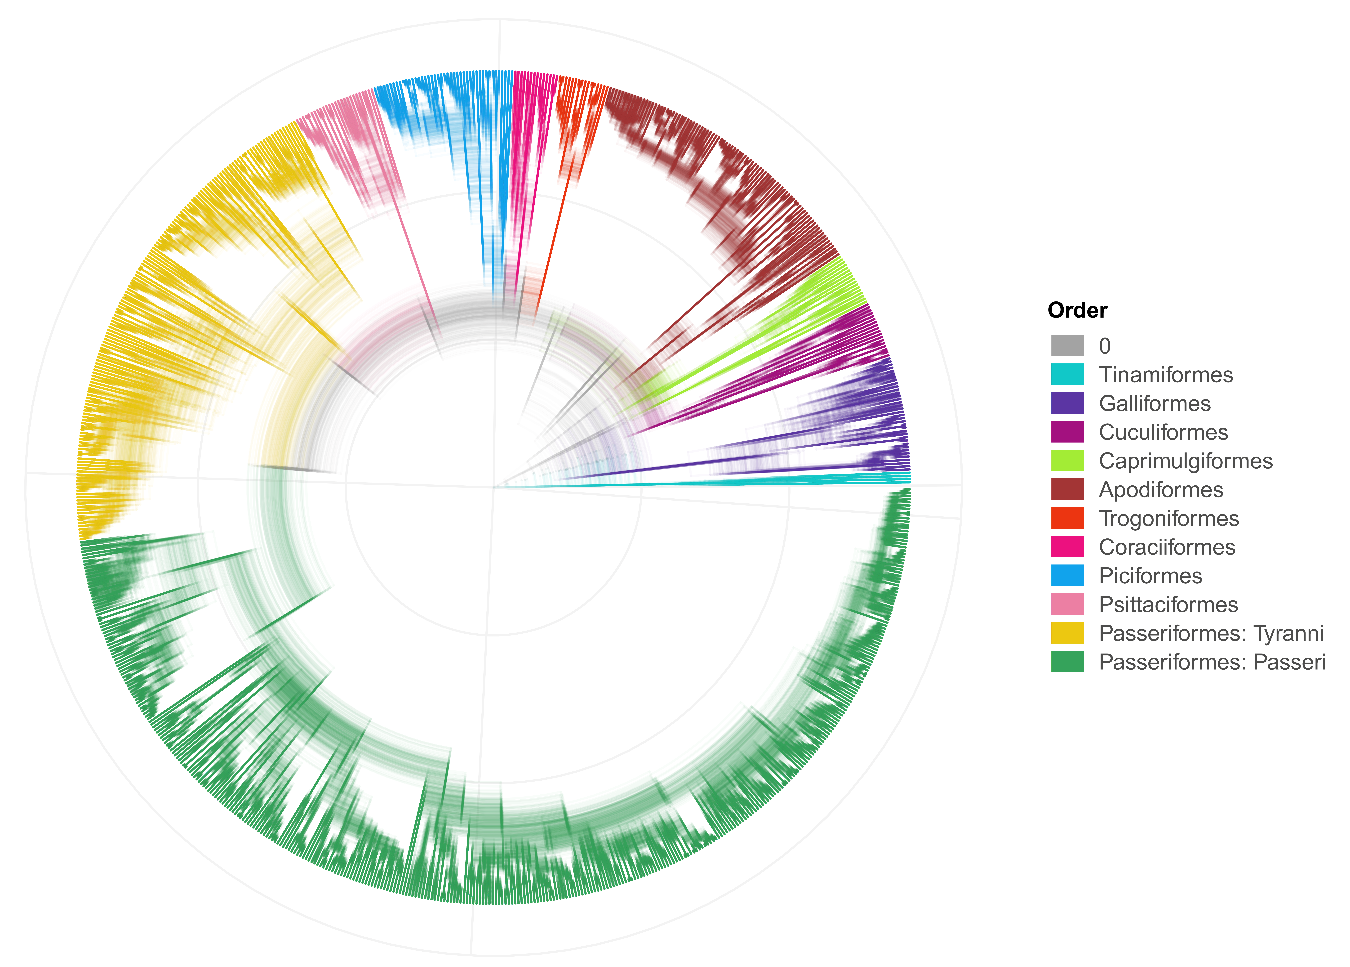 Order
0
Tinamiformes
Galliformes
Cuculiformes
Caprimulgiformes
Apodiformes
Trogoniformes
Coraciiformes
Piciformes
Psittaciformes
Passeriformes: Tyranni
Passeriformes: Passeri